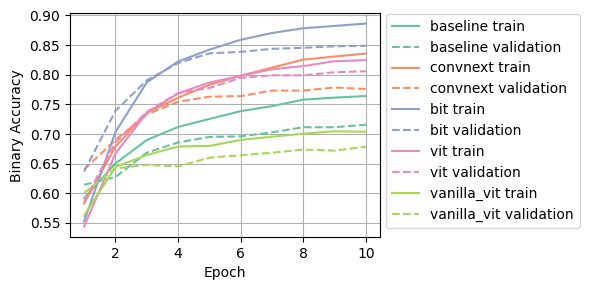 0.90
0.85
0.80
0.75
0.70
0.65
0.60
0.55
Binary Accuracy
2
4
6
8
10
Epoch
baseline train
baseline validation
convnext train
convnext validation
bit train
bit validation
vit train
vit validation
vanilla_vit train
vanilla_vit validation